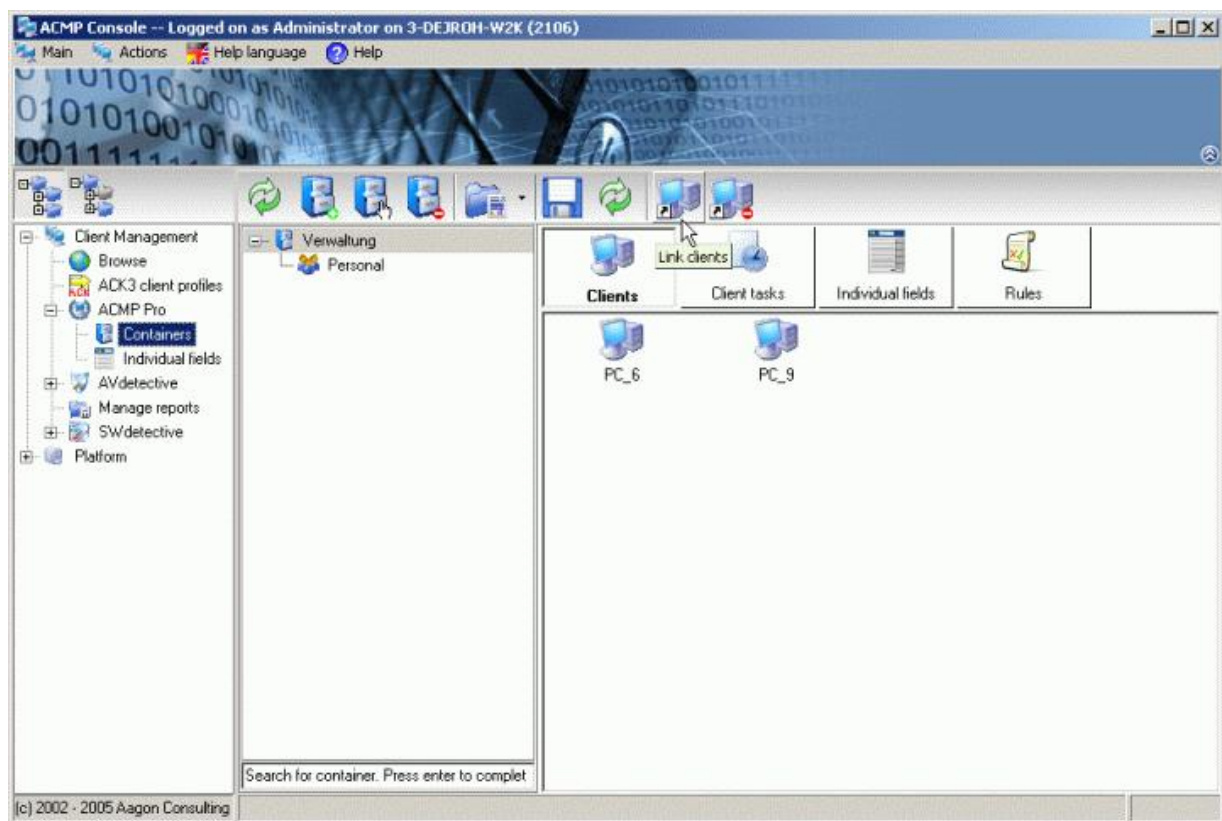 ACMP Console -- Logged on as Administrator on 3-DEJROH-W2K (2106)
Main Actions Help language Help
Client Management
Browse
ACK3 client profiles
ACMP Pro
Containers
Individual fields
AVdetective
Manage reports
SWdetective
Platform
Verwaltung
Personal
Search for container. Press enter to complet
Link clients
Clients Client tasks Individual fields Rules
PC_6 PC_9
(c) 2002 - 2005 Aagon Consulting